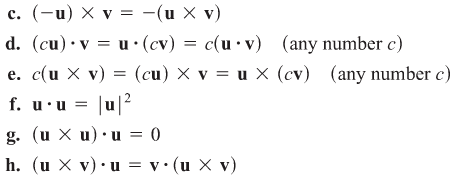 c. (−u) × v = −(u × v)
d. (cu) · v = u · (cv) = c(u · v) (any number c)
e. c(u × v) = (cu) × v = u × (cv) (any number c)
f. u · u = |u|²
g. (u × u) · u = 0
h. (u × v) · u = v · (u × v)